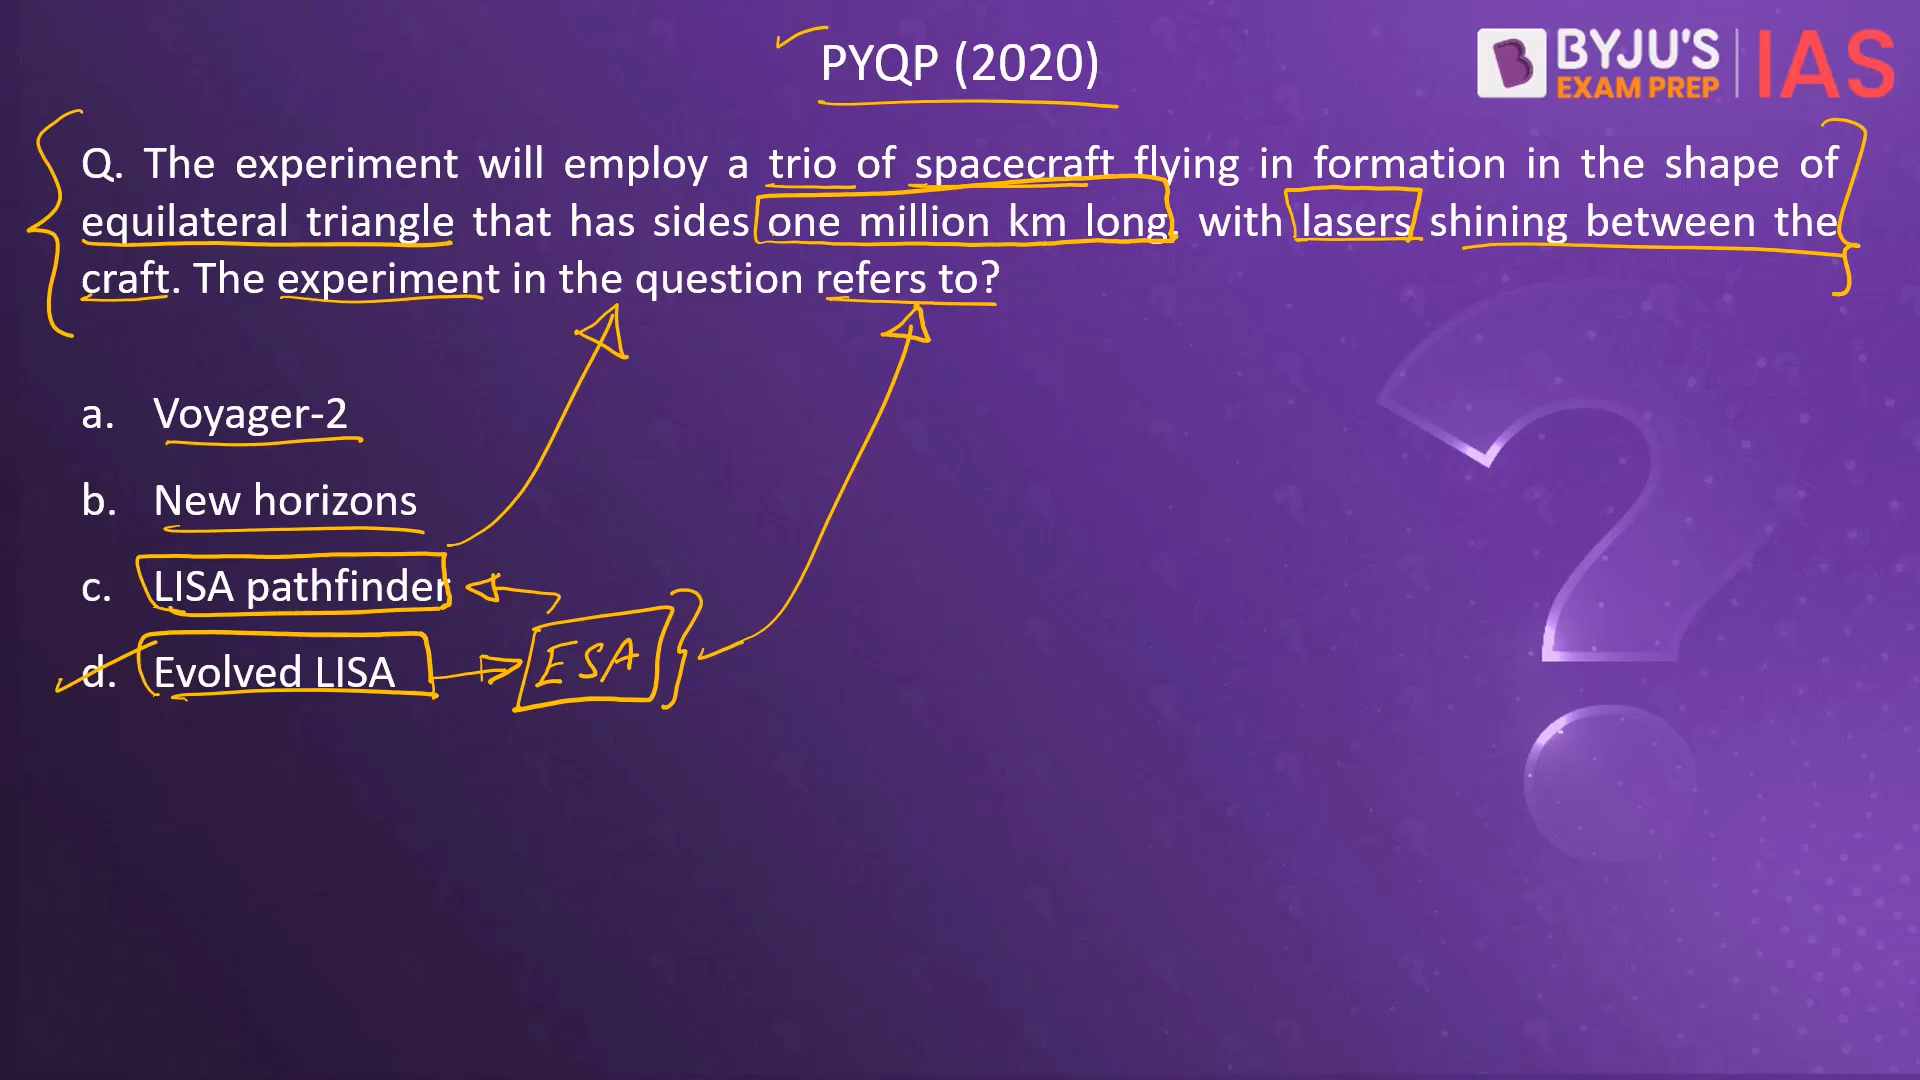 PYQP (2020)
BYJU'S
EXAM PREP
IAS
Q. The experiment will employ a trio of spacecraft flying in formation in the shape of
equilateral triangle that has sides one million km long, with lasers shining between the
craft. The experiment in the question refers to?
a. Voyager-2
b. New horizons
c. LISA pathfinder
d. Evolved LISA
ESA